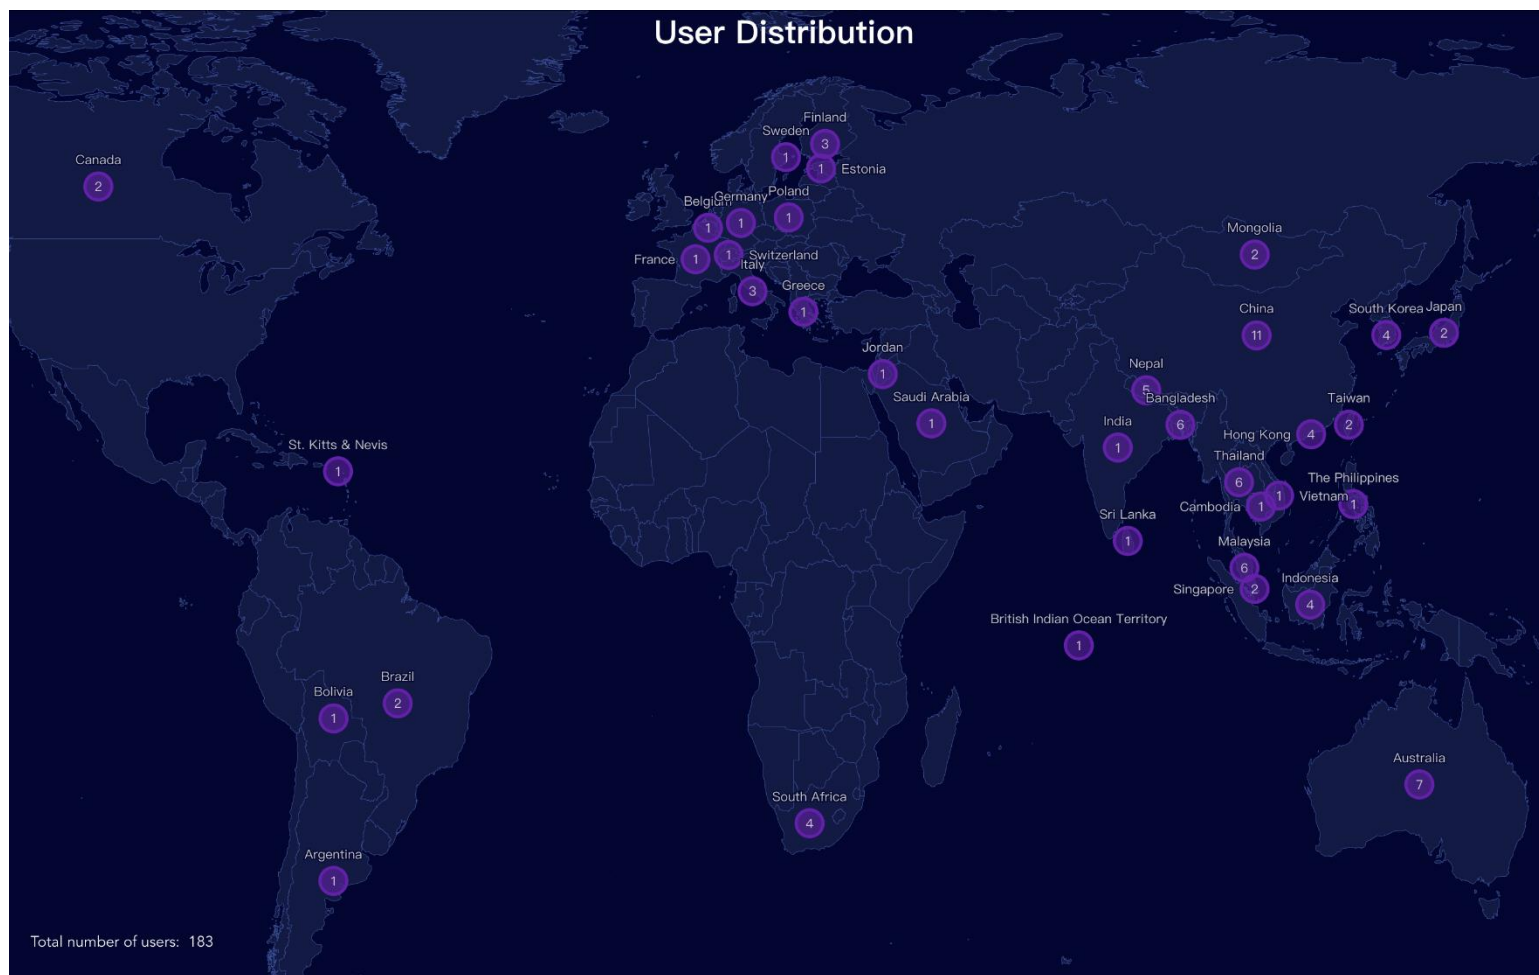 User Distribution
Finland
3
Sweden
1
1
Estonia
Canada
2
Belgium
1
Germany
1
Poland
1
France
1
1
Switzerland
Italy
3
Greece
1
Mongolia
2
China
11
South Korea
4
Japan
2
Jordan
1
Saudi Arabia
1
Nepal
5
Bangladesh
6
India
1
Taiwan
2
Hong Kong
4
St. Kitts & Nevis
1
Thailand
6
Cambodia
1
1
Vietnam
The Philippines
1
Sri Lanka
1
Malaysia
6
Singapore
2
Indonesia
4
British Indian Ocean Territory
1
Brazil
2
Bolivia
1
Australia
7
South Africa
4
Argentina
1
Total number of users: 183